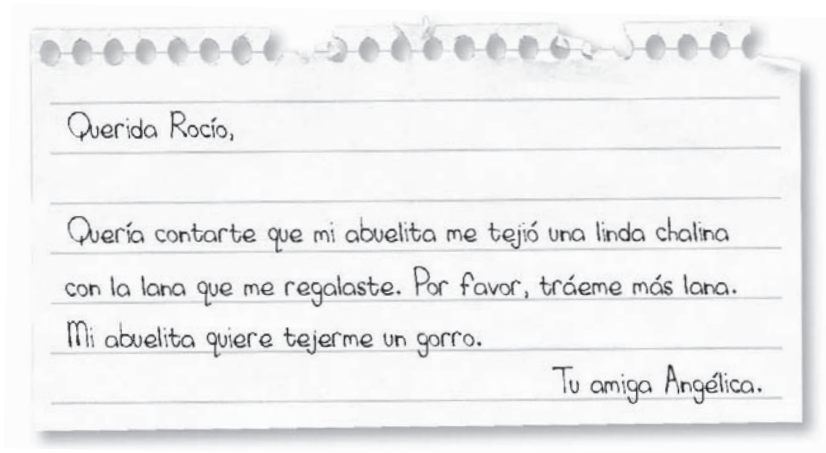 Querida Rocío,
Quería contarte que mi abuelita me tejió una linda chalina
con la lana que me regalaste. Por favor, tráeme más lana.
Mi abuelita quiere tejerme un gorro.
Tu amiga Angélica.